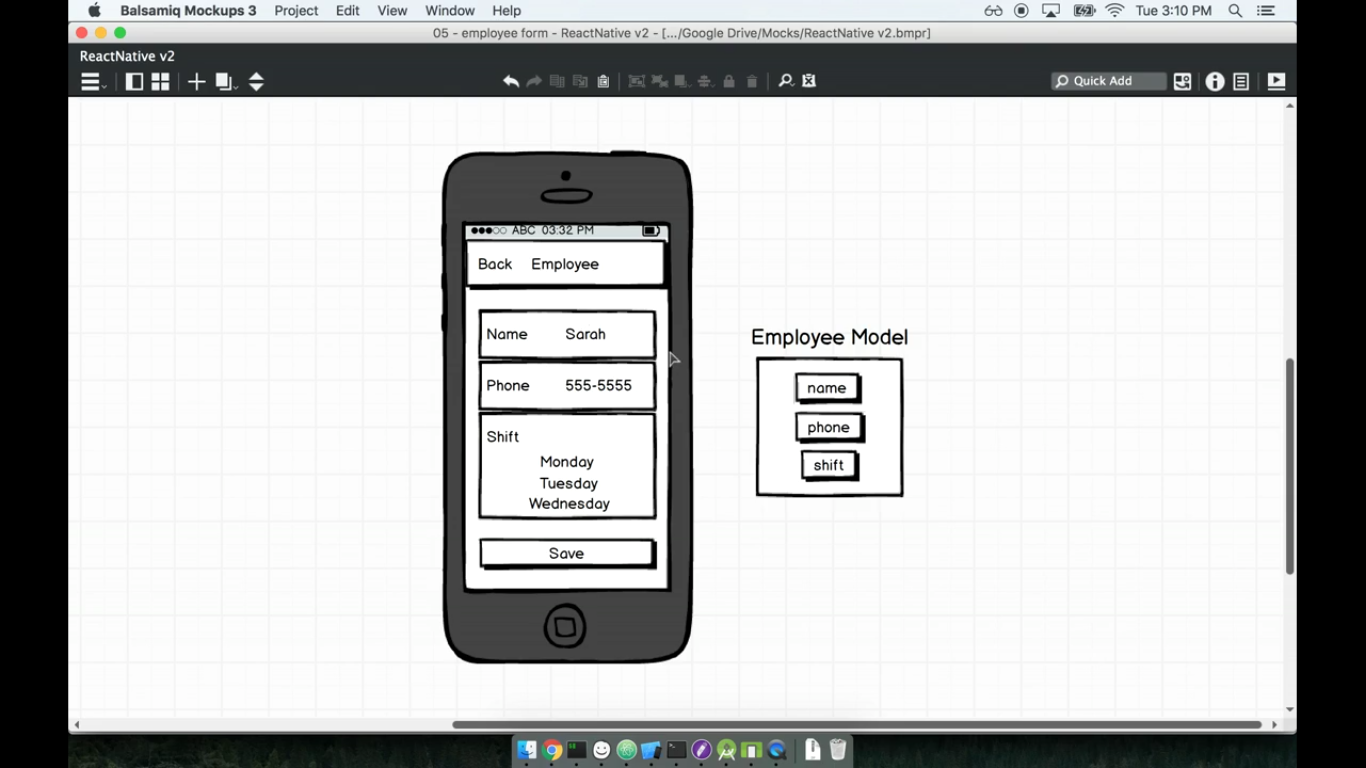 Balsamiq Mockups 3 Project Edit View Window Help Tue 3:10 PM
05 - employee form - ReactNative v2 - [.../Google Drive/Mocks/ReactNative v2.bmpr]
ReactNative v2
Quick Add
ABC 03:32 PM
Back Employee
Name Sarah
Phone 555-5555
Shift
Monday
Tuesday
Wednesday
Save
Employee Model
name
phone
shift